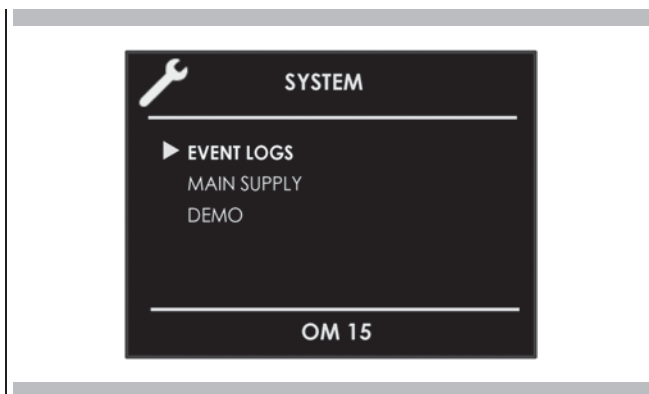 SYSTEM
EVENT LOGS
MAIN SUPPLY
DEMO
OM 15